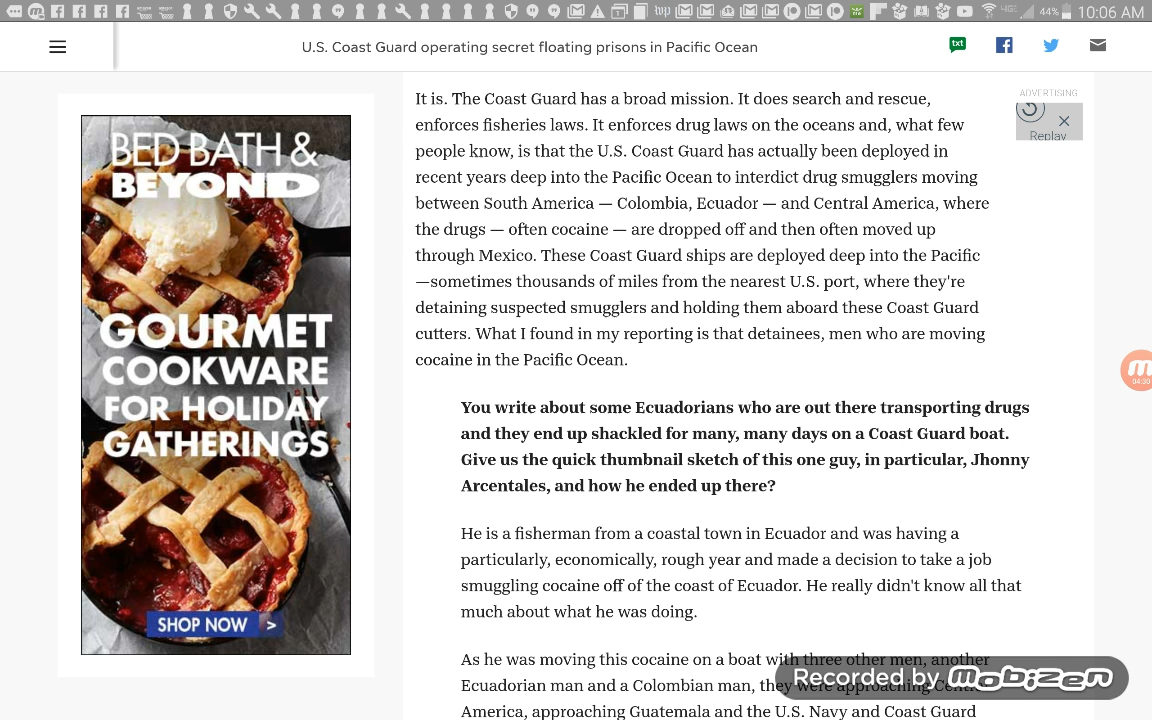 44% 10:06 AM
U.S. Coast Guard operating secret floating prisons in Pacific Ocean
txt
ADVERTISING
Replay
BED BATH &
BEYOND
GOURMET
COOKWARE
FOR HOLIDAY
GATHERINGS
SHOP NOW >
It is. The Coast Guard has a broad mission. It does search and rescue,
enforces fisheries laws. It enforces drug laws on the oceans and, what few
people know, is that the U.S. Coast Guard has actually been deployed in
recent years deep into the Pacific Ocean to interdict drug smugglers moving
between South America — Colombia, Ecuador — and Central America, where
the drugs — often cocaine — are dropped off and then often moved up
through Mexico. These Coast Guard ships are deployed deep into the Pacific
—sometimes thousands of miles from the nearest U.S. port, where they're
detaining suspected smugglers and holding them aboard these Coast Guard
cutters. What I found in my reporting is that detainees, men who are moving
cocaine in the Pacific Ocean.
You write about some Ecuadorians who are out there transporting drugs
and they end up shackled for many, many days on a Coast Guard boat.
Give us the quick thumbnail sketch of this one guy, in particular, Jhonny
Arcentales, and how he ended up there?
He is a fisherman from a coastal town in Ecuador and was having a
particularly, economically, rough year and made a decision to take a job
smuggling cocaine off of the coast of Ecuador. He really didn't know all that
much about what he was doing.
As he was moving this cocaine on a boat with three other men, another
Ecuadorian man and a Colombian man, they were approaching Central
America, approaching Guatemala and the U.S. Navy and Coast Guard
04:30
Recorded by mobizen